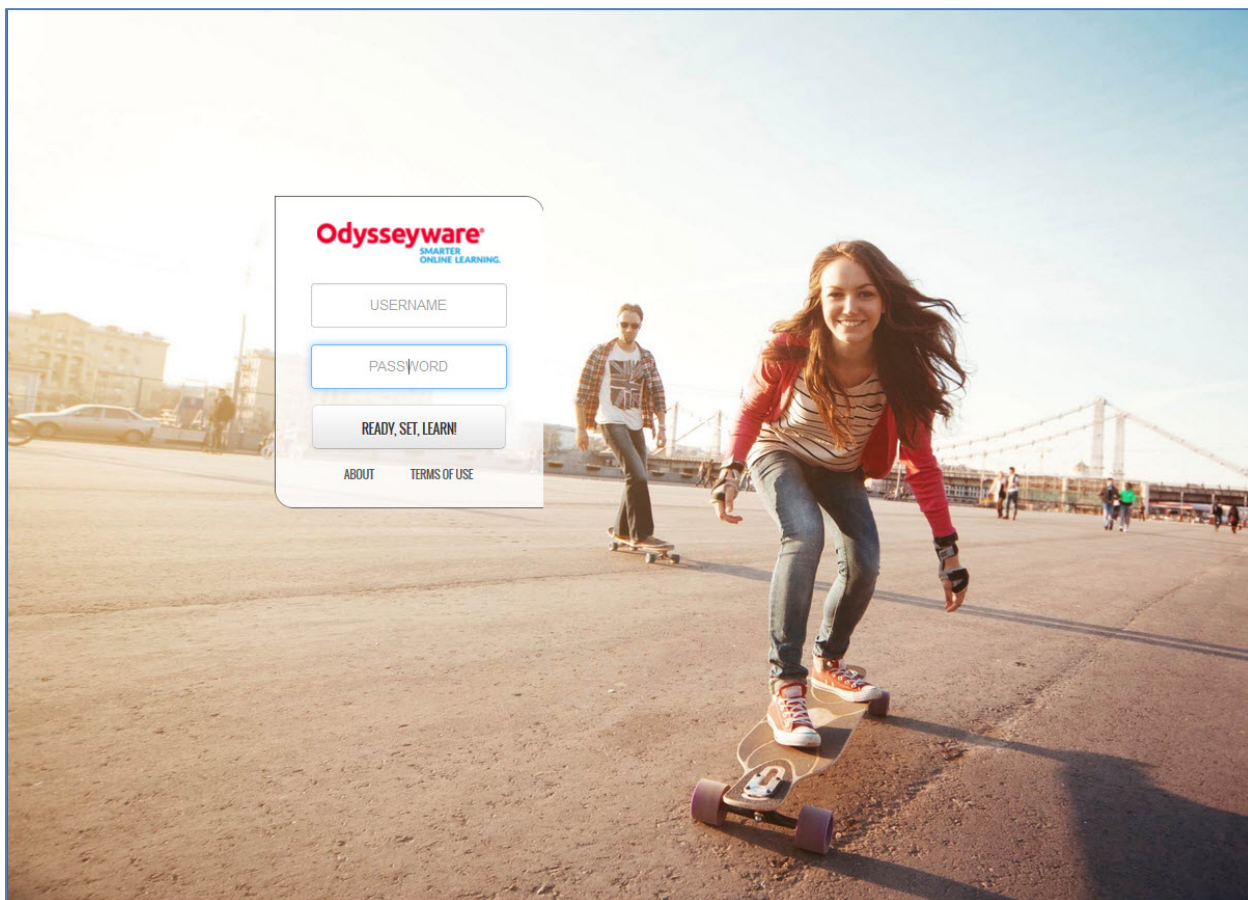 Odysseyware®
SMARTER
ONLINE LEARNING.
USERNAME
PASSWORD
READY, SET, LEARN!
ABOUT TERMS OF USE